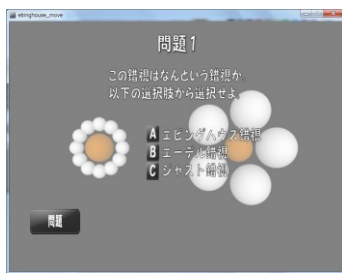 ebinghouse_move
問題1
この錯視はなんという錯視か。
以下の選択肢から選択せよ。
A エビングハウス錯視
B エーテル錯視
C ジャスト錯視
問題